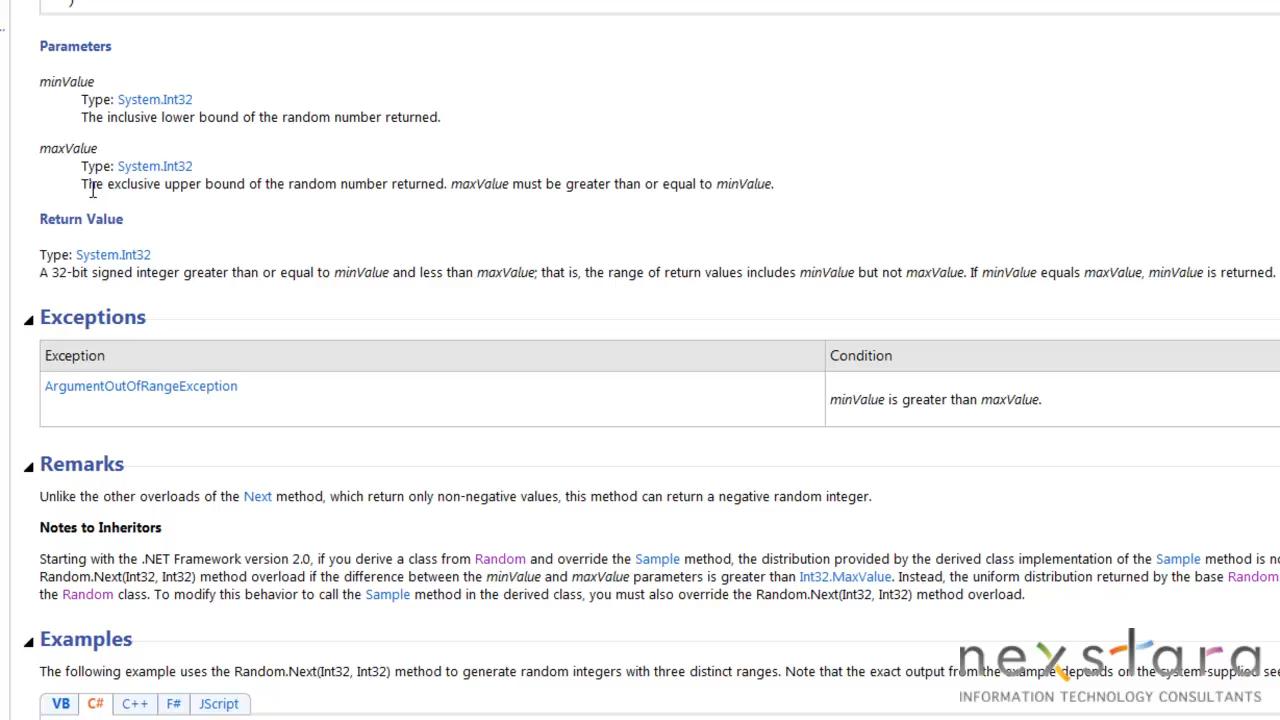 )
Parameters
minValue
Type: System.Int32
The inclusive lower bound of the random number returned.
maxValue
Type: System.Int32
The exclusive upper bound of the random number returned. maxValue must be greater than or equal to minValue.
Return Value
Type: System.Int32
A 32-bit signed integer greater than or equal to minValue and less than maxValue; that is, the range of return values includes minValue but not maxValue. If minValue equals maxValue, minValue is returned.
Exceptions
Exception Condition
ArgumentOutOfRangeException minValue is greater than maxValue.
Remarks
Unlike the other overloads of the Next method, which return only non-negative values, this method can return a negative random integer.
Notes to Inheritors
Starting with the .NET Framework version 2.0, if you derive a class from Random and override the Sample method, the distribution provided by the derived class implementation of the Sample method is
Random.Next(Int32, Int32) method overload if the difference between the minValue and maxValue parameters is greater than Int32.MaxValue. Instead, the uniform distribution returned by the base Random
the Random class. To modify this behavior to call the Sample method in the derived class, you must also override the Random.Next(Int32, Int32) method overload.
Examples
The following example uses the Random.Next(Int32, Int32) method to generate random integers with three distinct ranges. Note that the exact output from the example depends on the system-supplied
VB C# C++ F# JScript
nexstara
INFORMATION TECHNOLOGY CONSULTANTS